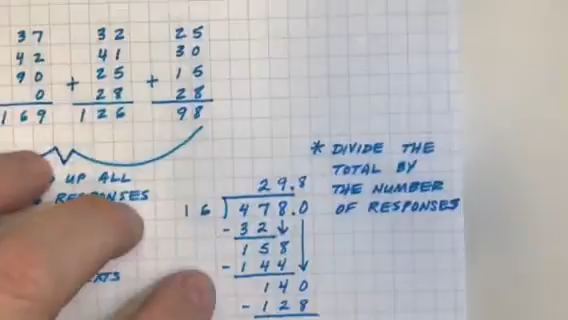 37 32 25
42 41 30
90 + 25 + 15
0 28 28
169 126 98
UP ALL
RESPONSES
* DIVIDE THE
TOTAL BY
THE NUMBER
OF RESPONSES
29.8
16)478.0
-32
158
-144
140
-128